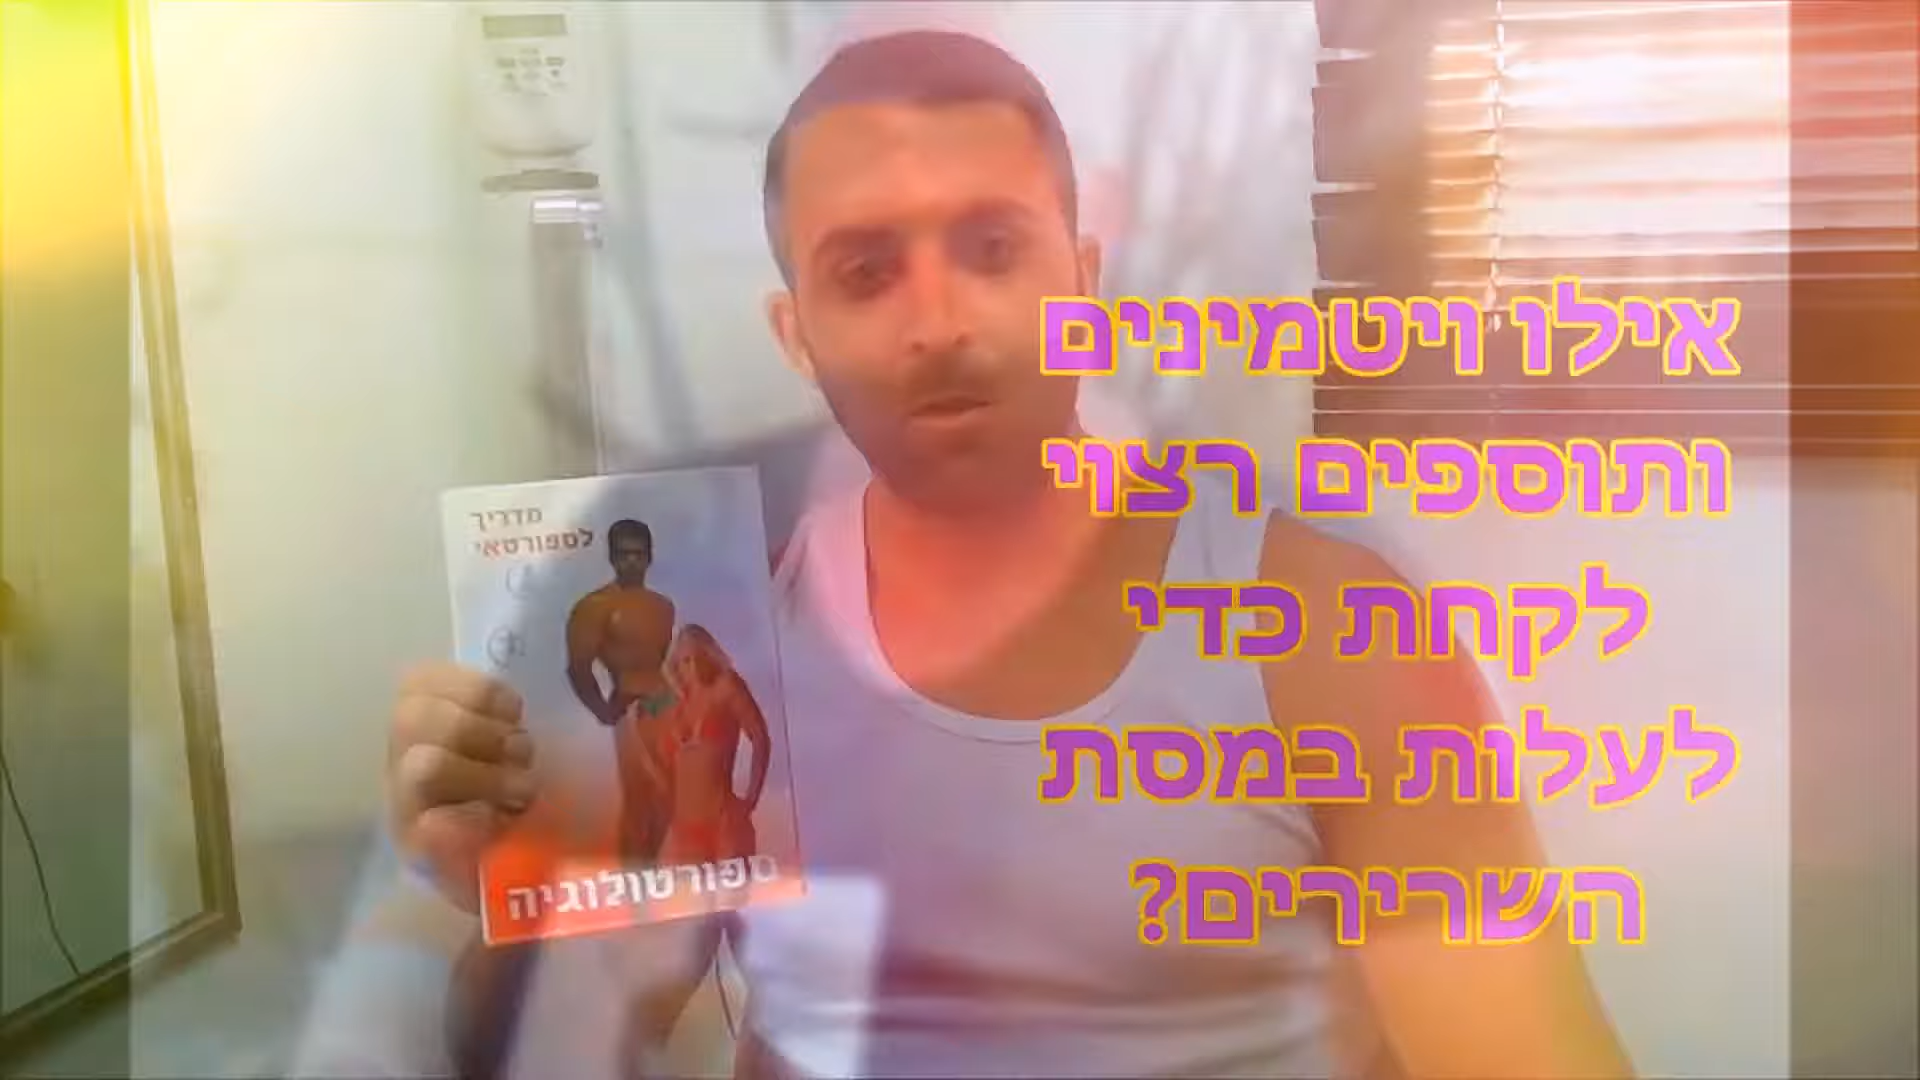 אילו ויטמינים
ותוספים רצוי
לקחת כדי
לעלות במסת
השרירים?
מדריך
לספורטאי
ספורטולוגיה